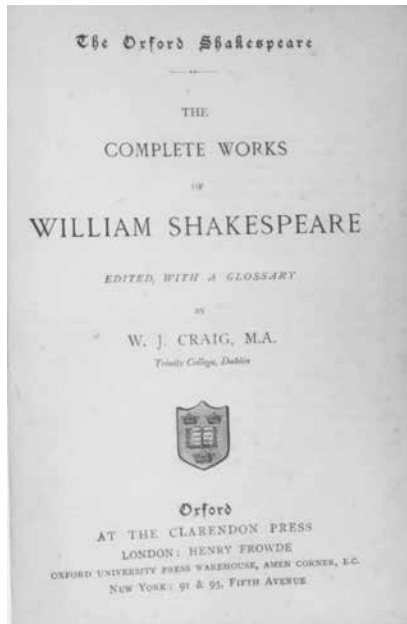 The Oxford Shakespeare
THE
COMPLETE WORKS
OF
WILLIAM SHAKESPEARE
EDITED, WITH A GLOSSARY
BY
W. J. CRAIG, M.A.
Trinity College, Dublin
Oxford
AT THE CLARENDON PRESS
LONDON: HENRY FROWDE
OXFORD UNIVERSITY PRESS WAREHOUSE, AMEN CORNER, E.C.
NEW YORK: 91 & 93, FIFTH AVENUE